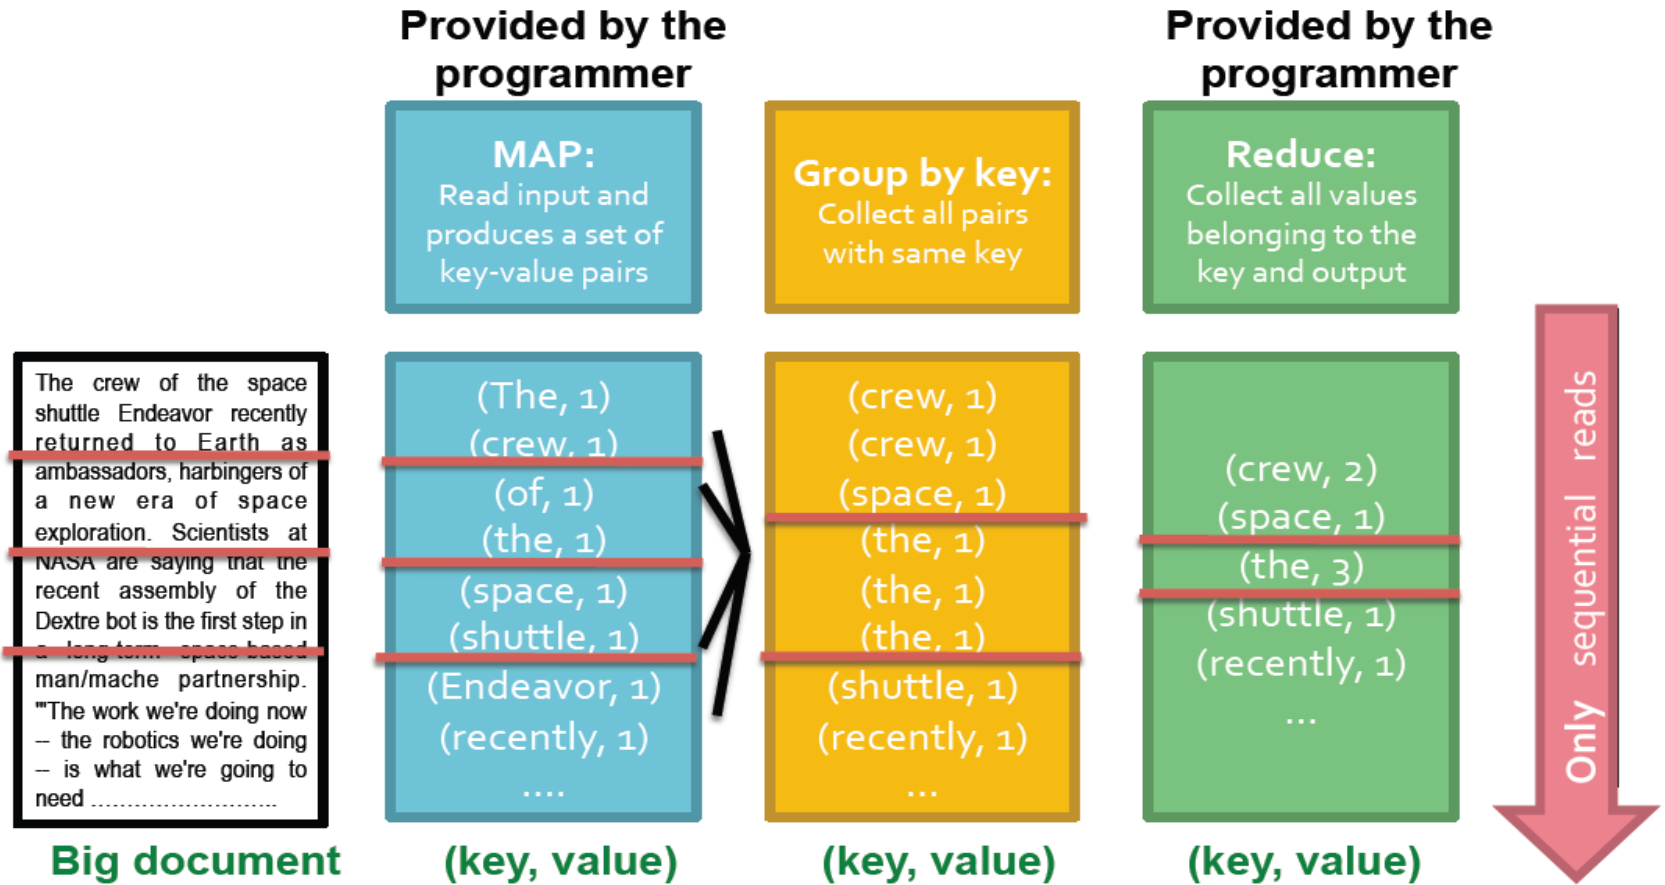 Provided by the
programmer
Provided by the
programmer
MAP:
Read input and
produces a set of
key-value pairs
Group by key:
Collect all pairs
with same key
Reduce:
Collect all values
belonging to the
key and output
The crew of the space
shuttle Endeavor recently
returned to Earth as
ambassadors, harbingers of
a new era of space
exploration. Scientists at
NASA are saying that the
recent assembly of the
Dextre bot is the first step in
a long-term space-based
man/mache partnership.
'"The work we're doing now
-- the robotics we're doing
-- is what we're going to
need ..........................
Big document
(The, 1)
(crew, 1)
(of, 1)
(the, 1)
(space, 1)
(shuttle, 1)
(Endeavor, 1)
(recently, 1)
....
(key, value)
(crew, 1)
(crew, 1)
(space, 1)
(the, 1)
(the, 1)
(the, 1)
(shuttle, 1)
(recently, 1)
...
(key, value)
(crew, 2)
(space, 1)
(the, 3)
(shuttle, 1)
(recently, 1)
...
(key, value)
Only sequential reads